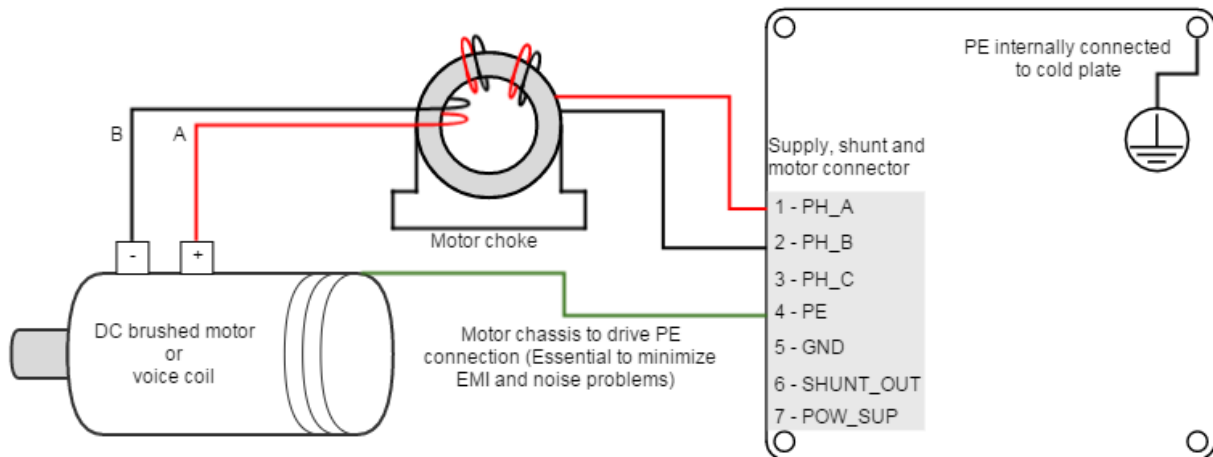 PE internally connected
to cold plate
B
A
Supply, shunt and
motor connector
1 - PH_A
2 - PH_B
3 - PH_C
4 - PE
5 - GND
6 - SHUNT_OUT
7 - POW_SUP
Motor choke
-
+
DC brushed motor
or
voice coil
Motor chassis to drive PE
connection (Essential to minimize
EMI and noise problems)